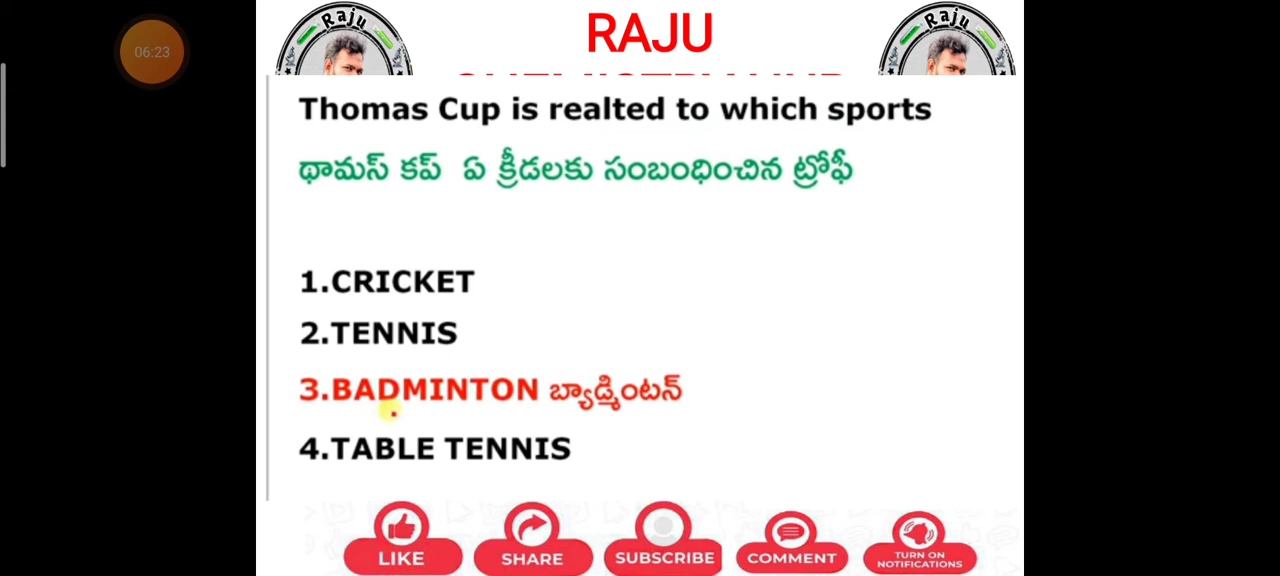 06:23
Raju
RAJU
Raju
Thomas Cup is realted to which sports
థామస్ కప్ ఏ క్రీడలకు సంబంధించిన ట్రోఫీ
1.CRICKET
2.TENNIS
3.BADMINTON బ్యాడ్మింటన్
4.TABLE TENNIS
LIKE
SHARE
SUBSCRIBE
COMMENT
TURN ON
NOTIFICATIONS